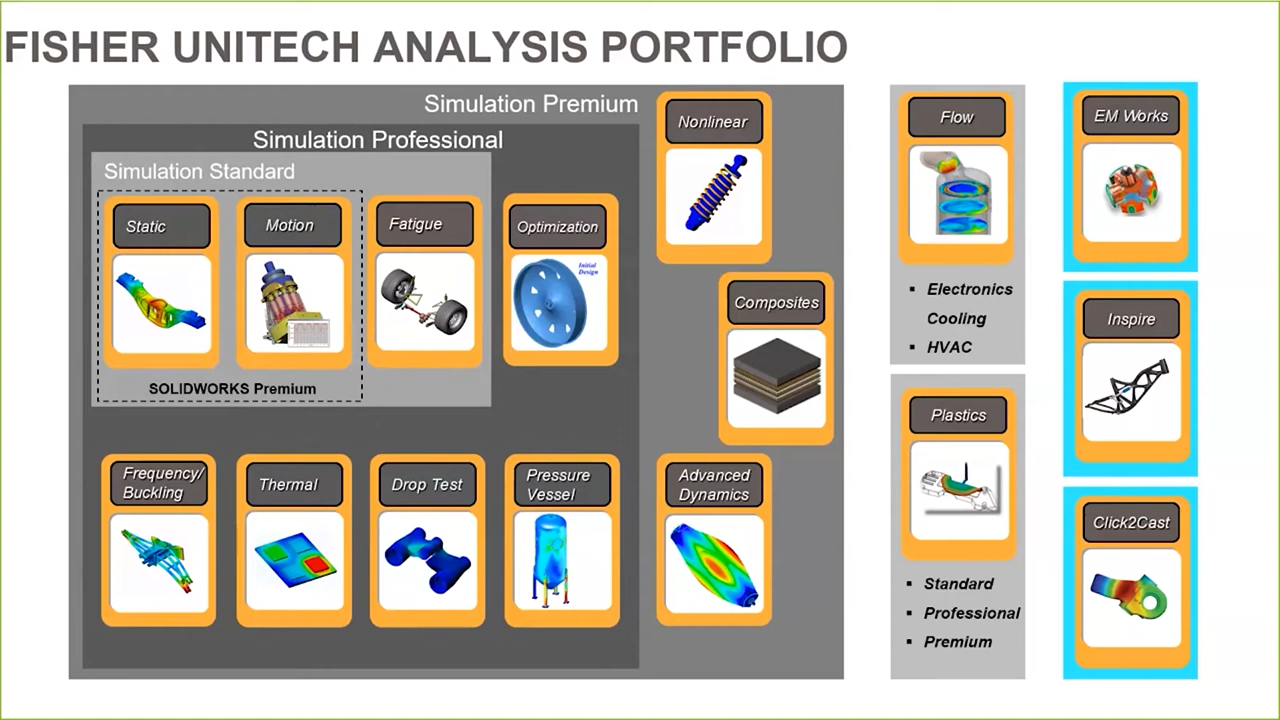 FISHER UNITECH ANALYSIS PORTFOLIO
Simulation Premium
Simulation Professional
Simulation Standard
Static
Motion
Fatigue
Optimization
Initial
Design
SOLIDWORKS Premium
Frequency/
Buckling
Thermal
Drop Test
Pressure
Vessel
Nonlinear
Composites
Advanced
Dynamics
Flow
▪ Electronics
Cooling
▪ HVAC
Plastics
▪ Standard
▪ Professional
▪ Premium
EM Works
Inspire
Click2Cast